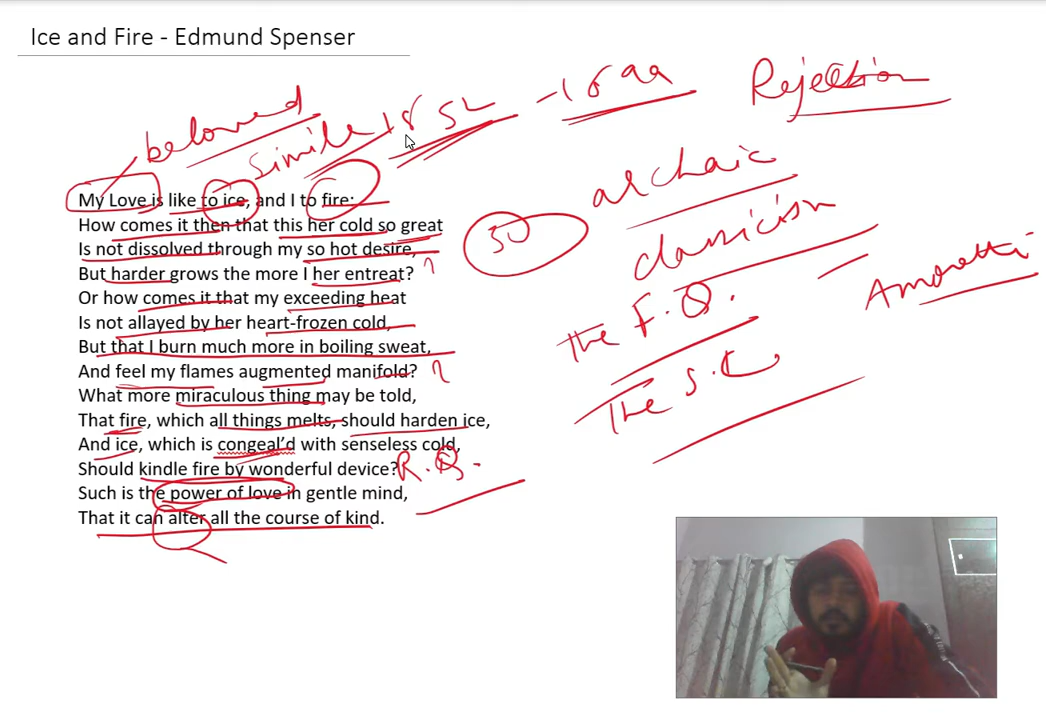 Ice and Fire - Edmund Spenser
beloved
Simile 1552 - 1599
Rejection
archaic
classicism
30
Amoretti
The F.Q.
The S.C
My Love is like to ice, and I to fire:
How comes it then that this her cold so great
Is not dissolved through my so hot desire,
But harder grows the more I her entreat? ?
Or how comes it that my exceeding heat
Is not allayed by her heart-frozen cold,
But that I burn much more in boiling sweat,
And feel my flames augmented manifold? ?
What more miraculous thing may be told,
That fire, which all things melts, should harden ice,
And ice, which is congeal’d with senseless cold,
Should kindle fire by wonderful device? R.Q.
Such is the power of love in gentle mind,
That it can alter all the course of kind.